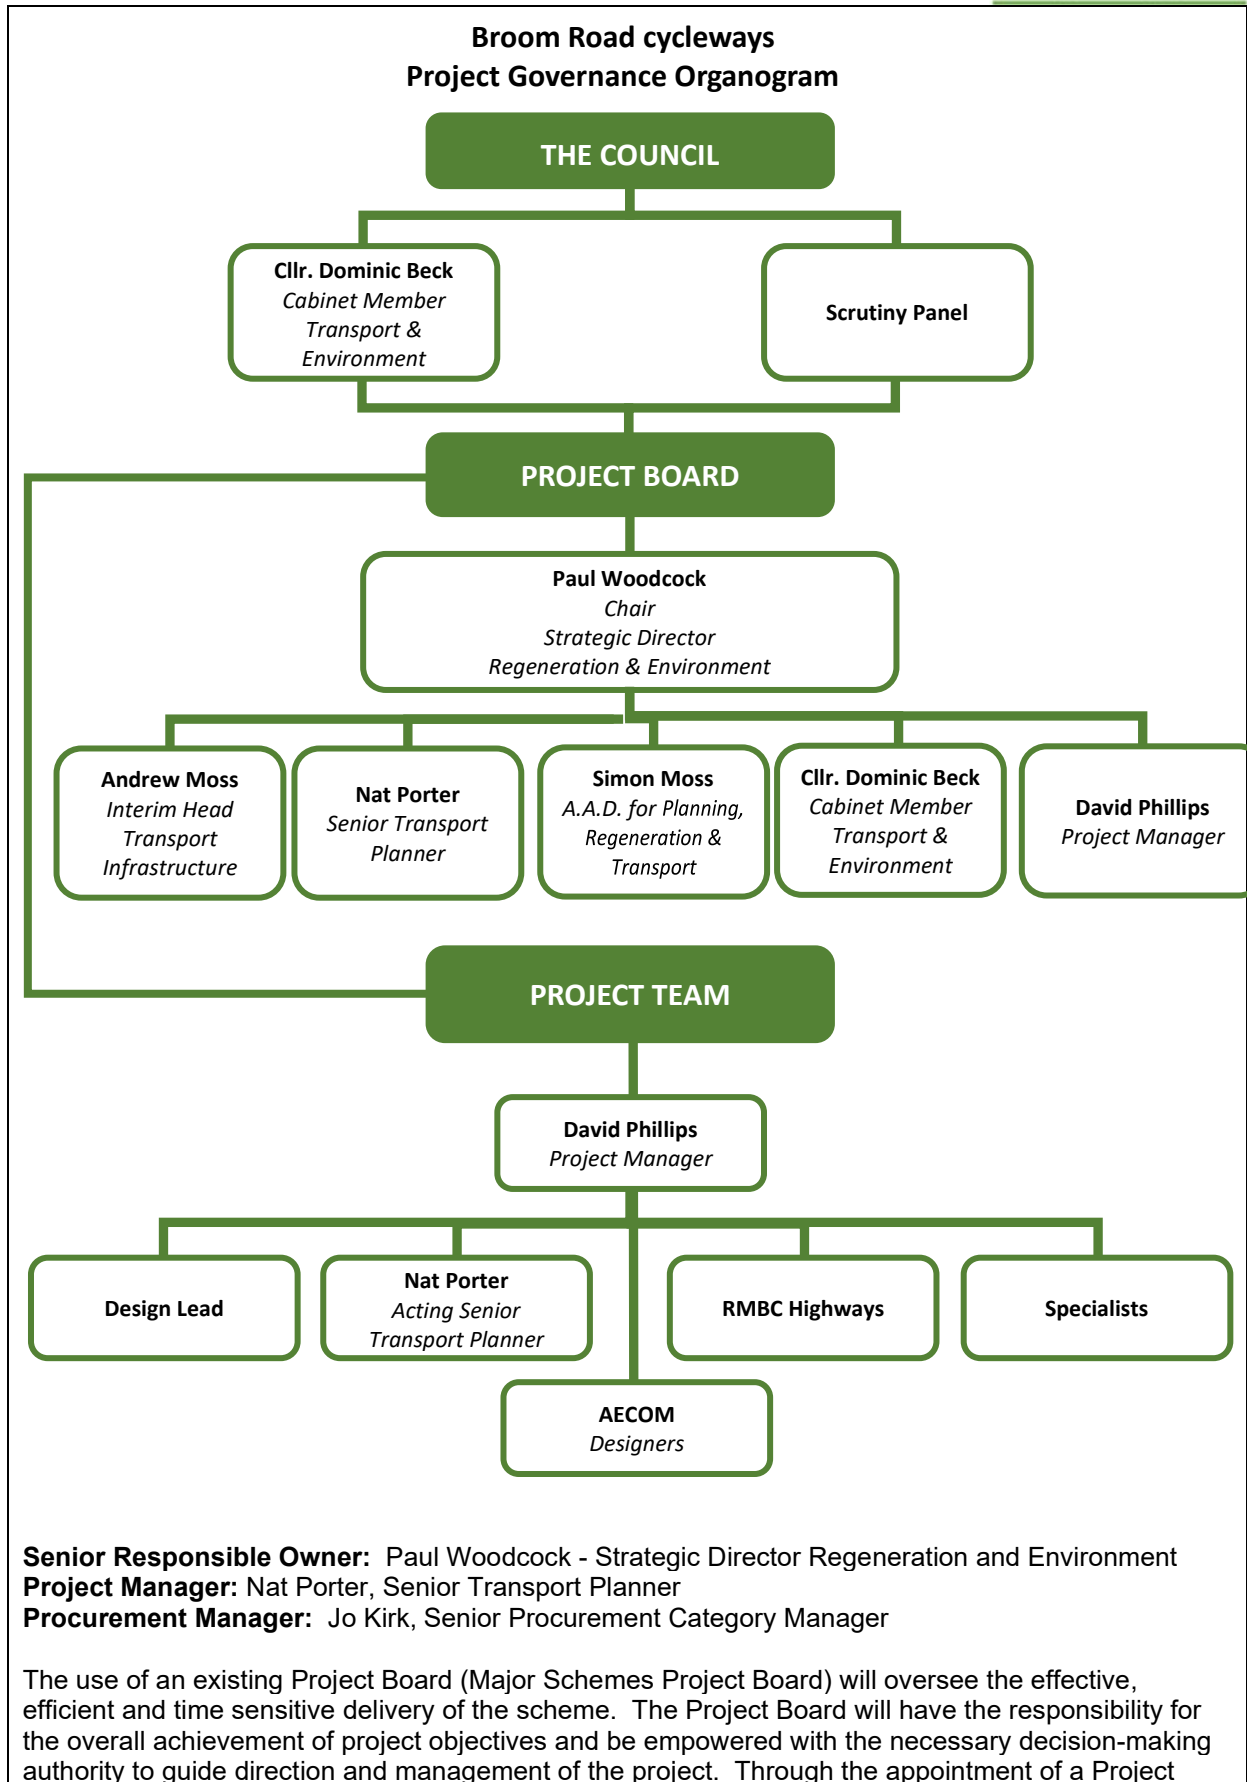 Broom Road cycleways
Project Governance Organogram
THE COUNCIL
Cllr. Dominic Beck
Cabinet Member
Transport &
Environment
Scrutiny Panel
PROJECT BOARD
Paul Woodcock
Chair
Strategic Director
Regeneration & Environment
Andrew Moss
Interim Head
Transport
Infrastructure
Nat Porter
Senior Transport
Planner
Simon Moss
A.A.D. for Planning,
Regeneration &
Transport
Cllr. Dominic Beck
Cabinet Member
Transport &
Environment
David Phillips
Project Manager
PROJECT TEAM
David Phillips
Project Manager
Design Lead
Nat Porter
Acting Senior
Transport Planner
RMBC Highways
Specialists
AECOM
Designers
Senior Responsible Owner: Paul Woodcock - Strategic Director Regeneration and Environment
Project Manager: Nat Porter, Senior Transport Planner
Procurement Manager: Jo Kirk, Senior Procurement Category Manager
The use of an existing Project Board (Major Schemes Project Board) will oversee the effective,
efficient and time sensitive delivery of the scheme. The Project Board will have the responsibility for
the overall achievement of project objectives and be empowered with the necessary decision-making
authority to guide direction and management of the project. Through the appointment of a Project